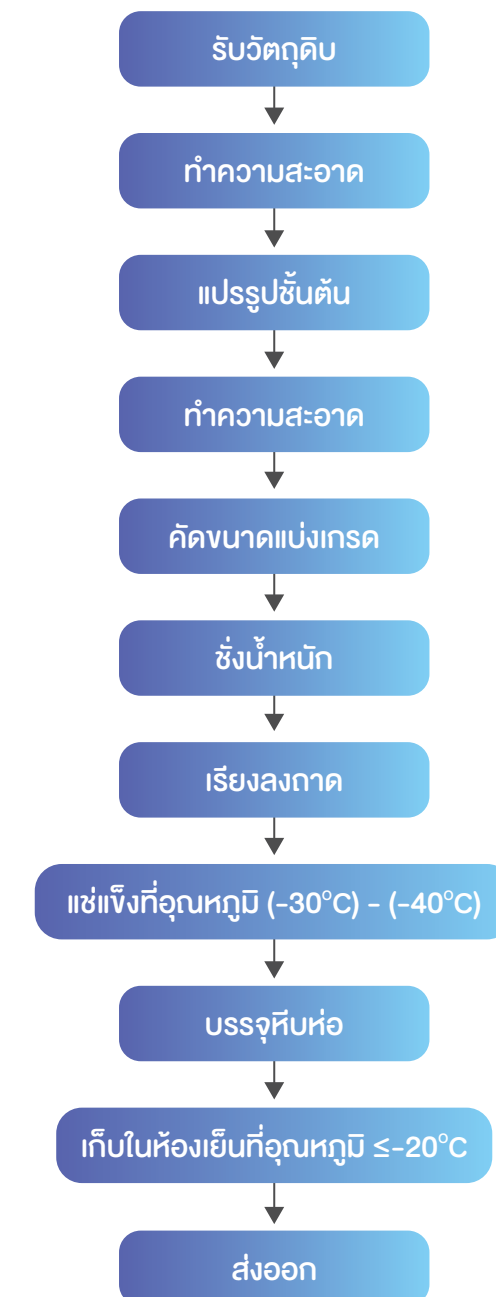 รับวัตถุดิบ
ทำความสะอาด
แปรรูปชั้นต้น
ทำความสะอาด
คัดขนาดแบ่งเกรด
ชั่งน้ำหนัก
เรียงลงถาด
แช่แข็งที่อุณหภูมิ (-30°C) - (-40°C)
บรรจุหีบห่อ
เก็บในห้องเย็นที่อุณหภูมิ ≤-20°C
ส่งออก